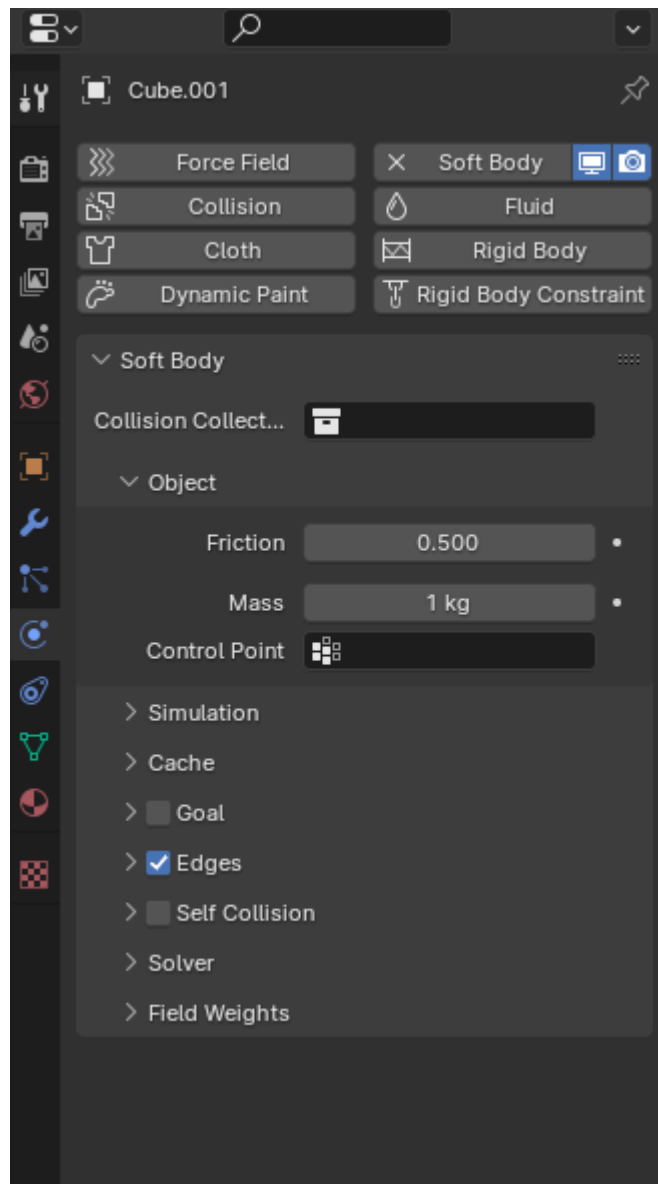 Cube.001
Force Field
Soft Body
Collision
Fluid
Cloth
Rigid Body
Dynamic Paint
Rigid Body Constraint
Soft Body
Collision Collect...
Object
Friction 0.500
Mass 1 kg
Control Point
Simulation
Cache
Goal
Edges
Self Collision
Solver
Field Weights